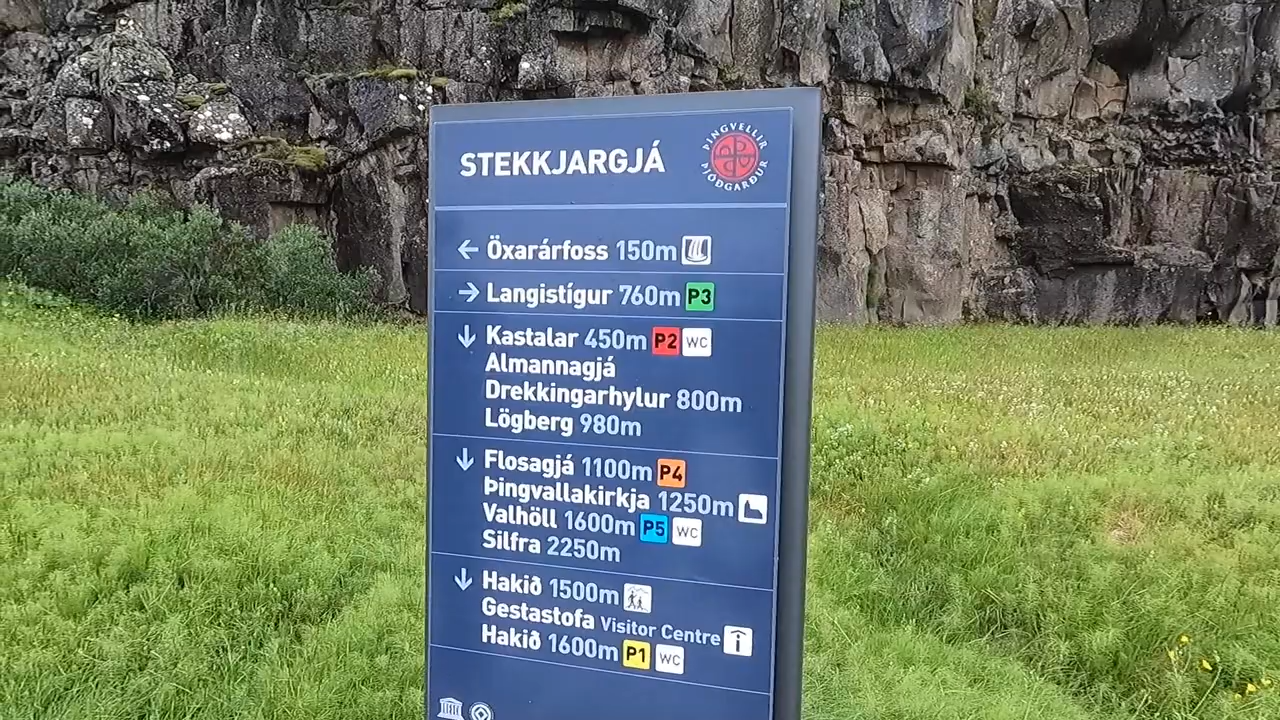 STEKKJARGJÁ
ÞINGVELLIR
ÞJÓÐGARÐUR
← Öxarárfoss 150m
→ Langistígur 760m P3
↓ Kastalar 450m P2 WC
Almannagjá
Drekkingarhylur 800m
Lögberg 980m
↓ Flosagjá 1100m P4
Þingvallakirkja 1250m
Valhöll 1600m P5 WC
Silfra 2250m
↓ Hakið 1500m
Gestastofa Visitor Centre i
Hakið 1600m P1 WC